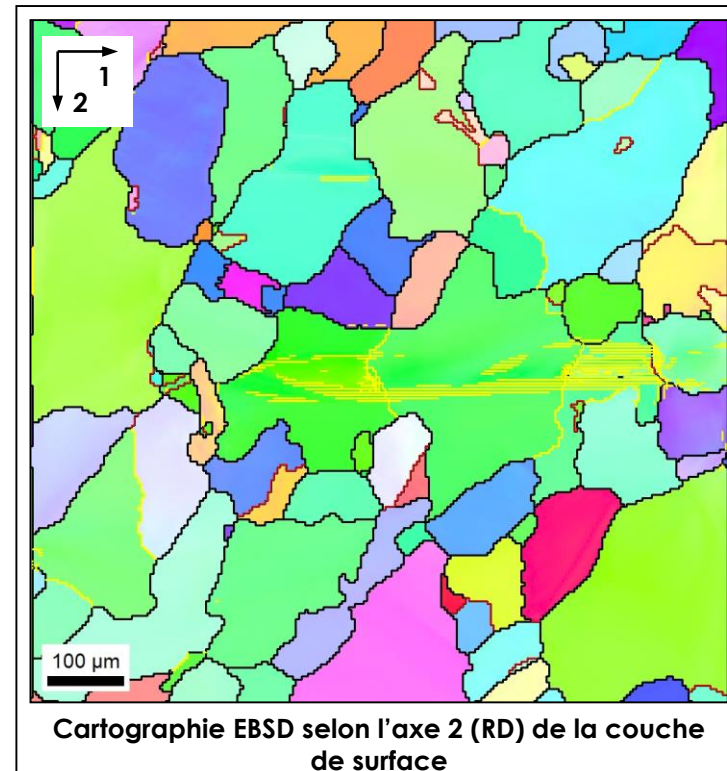 1
2
100 µm
Cartographie EBSD selon l’axe 2 (RD) de la couche
de surface